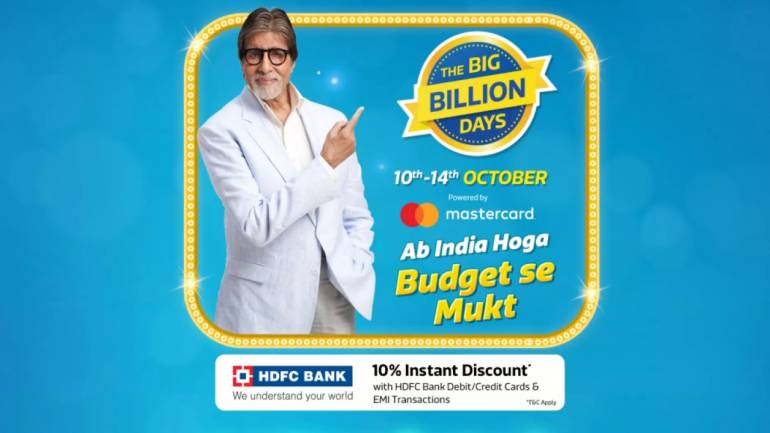 THE BIG
BILLION
DAYS
10th-14th OCTOBER
Powered by
mastercard
Ab India Hoga
Budget se
Mukt
HDFC BANK
We understand your world
10% Instant Discount*
with HDFC Bank Debit/Credit Cards &
EMI Transactions
*T&C Apply